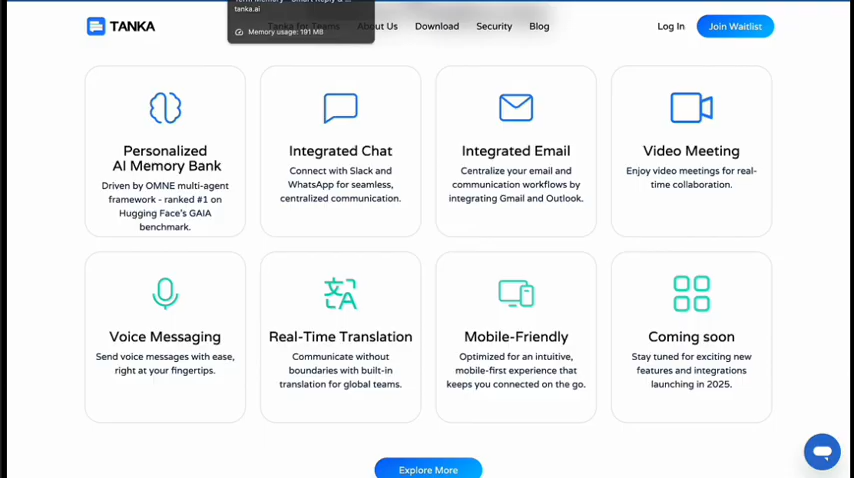 Term Memory - Smart Reply & ...
tanka.ai
Memory usage: 191 MB
TANKA
Tanka for Teams
About Us
Download
Security
Blog
Log In
Join Waitlist
Personalized
AI Memory Bank
Driven by OMNE multi-agent
framework - ranked #1 on
Hugging Face's GAIA
benchmark.
Integrated Chat
Connect with Slack and
WhatsApp for seamless,
centralized communication.
Integrated Email
Centralize your email and
communication workflows by
integrating Gmail and Outlook.
Video Meeting
Enjoy video meetings for real-
time collaboration.
Voice Messaging
Send voice messages with ease,
right at your fingertips.
Real-Time Translation
Communicate without
boundaries with built-in
translation for global teams.
Mobile-Friendly
Optimized for an intuitive,
mobile-first experience that
keeps you connected on the go.
Coming soon
Stay tuned for exciting new
features and integrations
launching in 2025.
Explore More